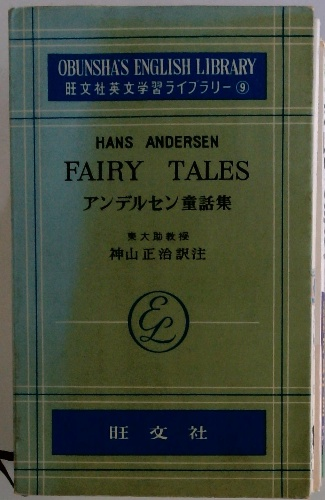 OBUNSHA'S ENGLISH LIBRARY
旺文社英文学習ライブラリー⑨
HANS ANDERSEN
FAIRY TALES
アンデルセン童話集
東大助教授
神山正治訳注
EL
旺文社